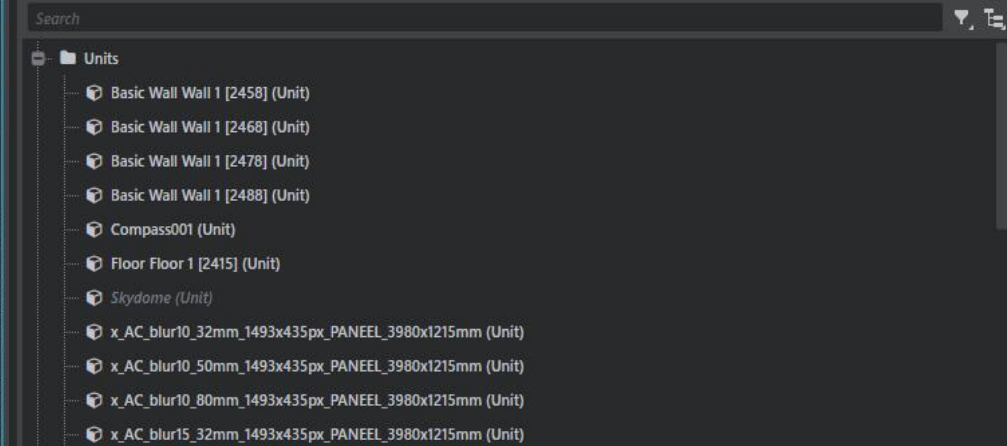 Search
Units
Basic Wall Wall 1 [2458] (Unit)
Basic Wall Wall 1 [2468] (Unit)
Basic Wall Wall 1 [2478] (Unit)
Basic Wall Wall 1 [2488] (Unit)
Compass001 (Unit)
Floor Floor 1 [2415] (Unit)
Skydome (Unit)
x_AC_blur10_32mm_1493x435px_PANEEL_3980x1215mm (Unit)
x_AC_blur10_50mm_1493x435px_PANEEL_3980x1215mm (Unit)
x_AC_blur10_80mm_1493x435px_PANEEL_3980x1215mm (Unit)
x_AC_blur15_32mm_1493x435px_PANEEL_3980x1215mm (Unit)